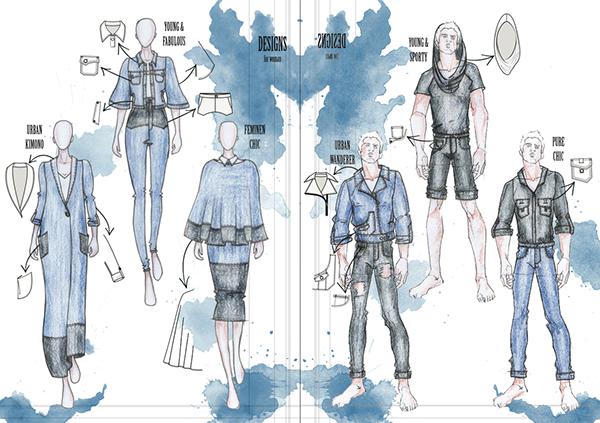 YOUNG &
FABULOUS
DESIGNS
for women
URBAN
KIMONO
FEMINEN
CHIC
DESIGNS
for men
YOUNG &
SPORTY
URBAN
WANDERER
PURE
CHIC